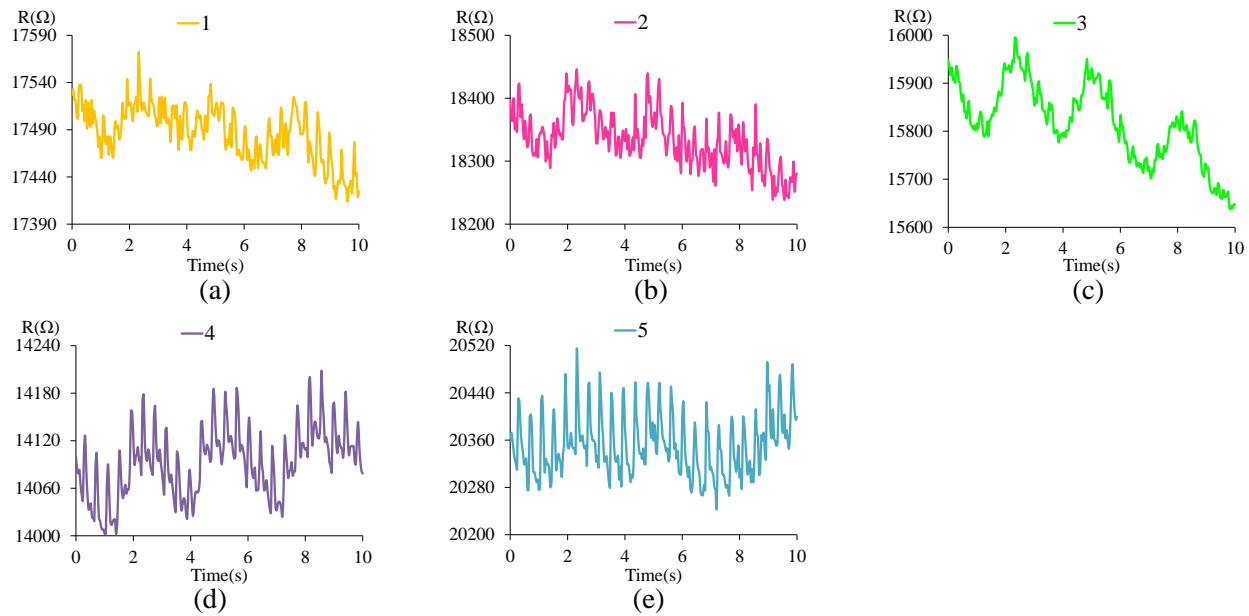 R(Ω)
1
17590
17540
17490
17440
17390
0 2 4 6 8 10
Time(s)
(a)
R(Ω)
2
18500
18400
18300
18200
0 2 4 6 8 10
Time(s)
(b)
R(Ω)
3
16000
15900
15800
15700
15600
0 2 4 6 8 10
Time(s)
(c)
R(Ω)
4
14240
14180
14120
14060
14000
0 2 4 6 8 10
Time(s)
(d)
R(Ω)
5
20520
20440
20360
20280
20200
0 2 4 6 8 10
Time(s)
(e)